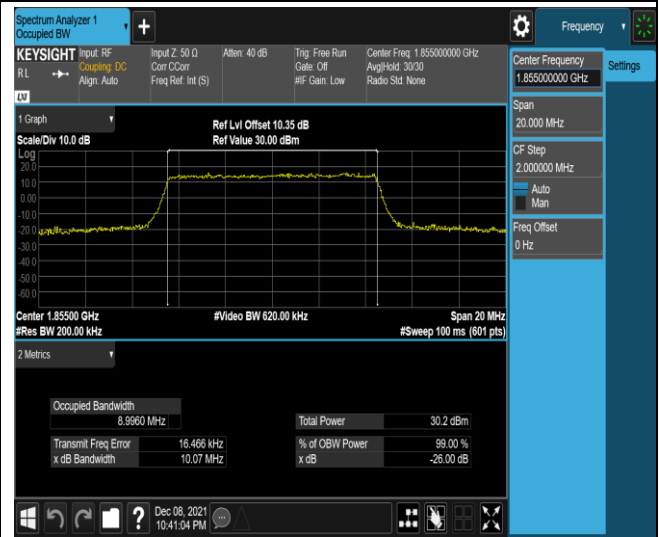 Spectrum Analyzer 1
Occupied BW
+
Frequency
KEYSIGHT
RL
LXI
Input: RF
Coupling: DC
Align: Auto
Input Z: 50 Ω
Corr CCorr
Freq Ref: Int (S)
Atten: 40 dB
Trig: Free Run
Gate: Off
#IF Gain: Low
Center Freq: 1.855000000 GHz
Avg|Hold: 30/30
Radio Std: None
Center Frequency
1.855000000 GHz
Settings
Span
20.000 MHz
CF Step
2.000000 MHz
Auto
Man
Freq Offset
0 Hz
1 Graph
Scale/Div 10.0 dB
Ref Lvl Offset 10.35 dB
Ref Value 30.00 dBm
Log
20.0
10.0
0.00
-10.0
-20.0
-30.0
-40.0
-50.0
-60.0
Center 1.85500 GHz
#Video BW 620.00 kHz
Span 20 MHz
#Res BW 200.00 kHz
#Sweep 100 ms (601 pts)
2 Metrics
Occupied Bandwidth
8.9960 MHz
Total Power 30.2 dBm
Transmit Freq Error 16.466 kHz
% of OBW Power 99.00 %
x dB Bandwidth 10.07 MHz
x dB -26.00 dB
?
Dec 08, 2021
10:41:04 PM